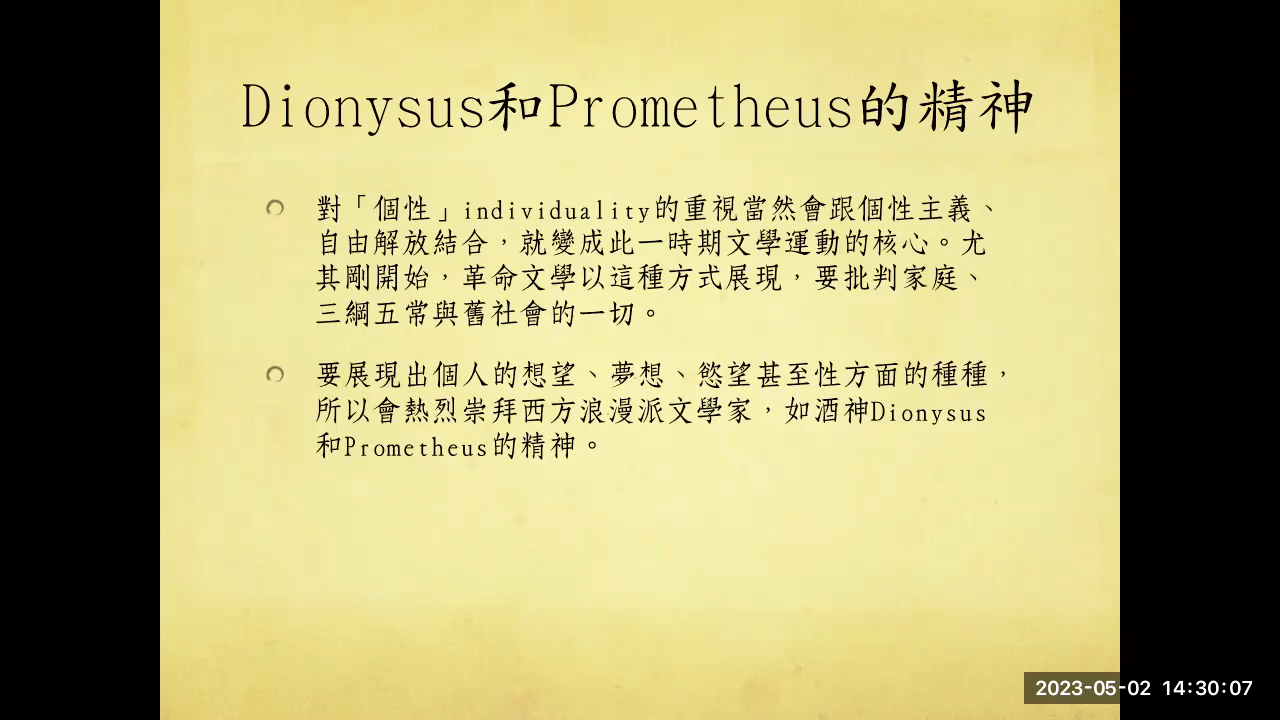 Dionysus和Prometheus的精神
對「個性」individuality的重視當然會跟個性主義、
自由解放結合，就變成此一時期文學運動的核心。尤
其剛開始，革命文學以這種方式展現，要批判家庭、
三綱五常與舊社會的一切。
要展現出個人的想望、夢想、慾望甚至性方面的種種，
所以會熱烈崇拜西方浪漫派文學家，如酒神Dionysus
和Prometheus的精神。
2023-05-02 14:30:07